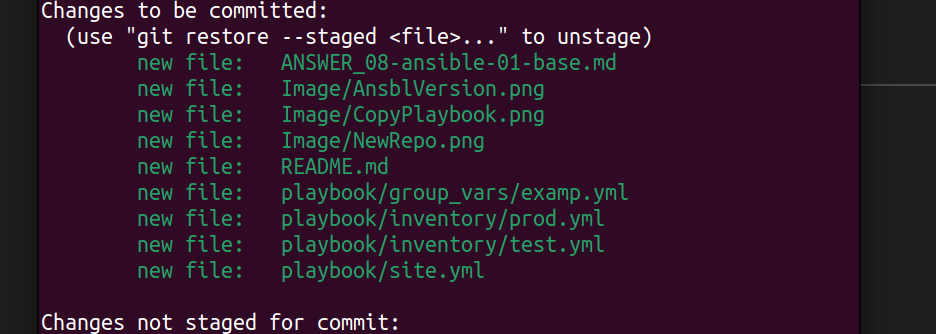 Changes to be committed:
(use "git restore --staged <file>..." to unstage)
new file: ANSWER_08-ansible-01-base.md
new file: Image/AnsblVersion.png
new file: Image/CopyPlaybook.png
new file: Image/NewRepo.png
new file: README.md
new file: playbook/group_vars/examp.yml
new file: playbook/inventory/prod.yml
new file: playbook/inventory/test.yml
new file: playbook/site.yml
Changes not staged for commit: